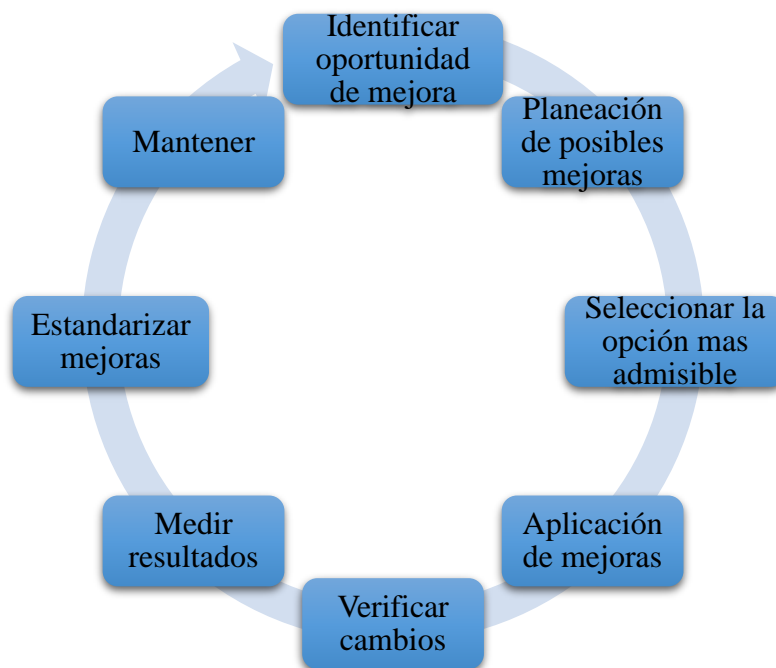 Identificar
oportunidad
de mejora
Planeación
de posibles
mejoras
Seleccionar la
opción mas
admisible
Aplicación
de mejoras
Verificar
cambios
Medir
resultados
Estandarizar
mejoras
Mantener